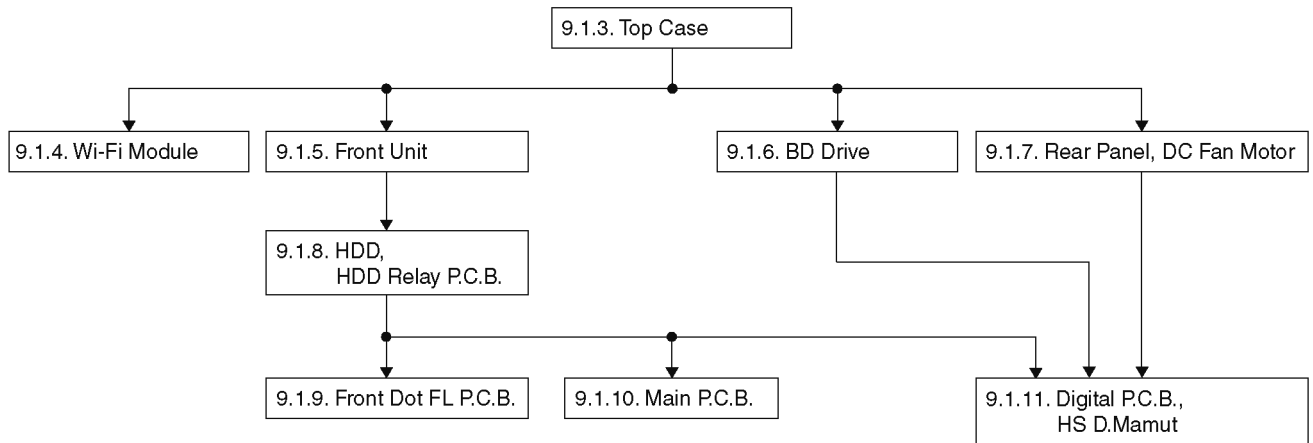 9.1.3. Top Case
9.1.4. Wi-Fi Module
9.1.5. Front Unit
9.1.6. BD Drive
9.1.7. Rear Panel, DC Fan Motor
9.1.8. HDD,
HDD Relay P.C.B.
9.1.9. Front Dot FL P.C.B.
9.1.10. Main P.C.B.
9.1.11. Digital P.C.B.,
HS D.Mamut